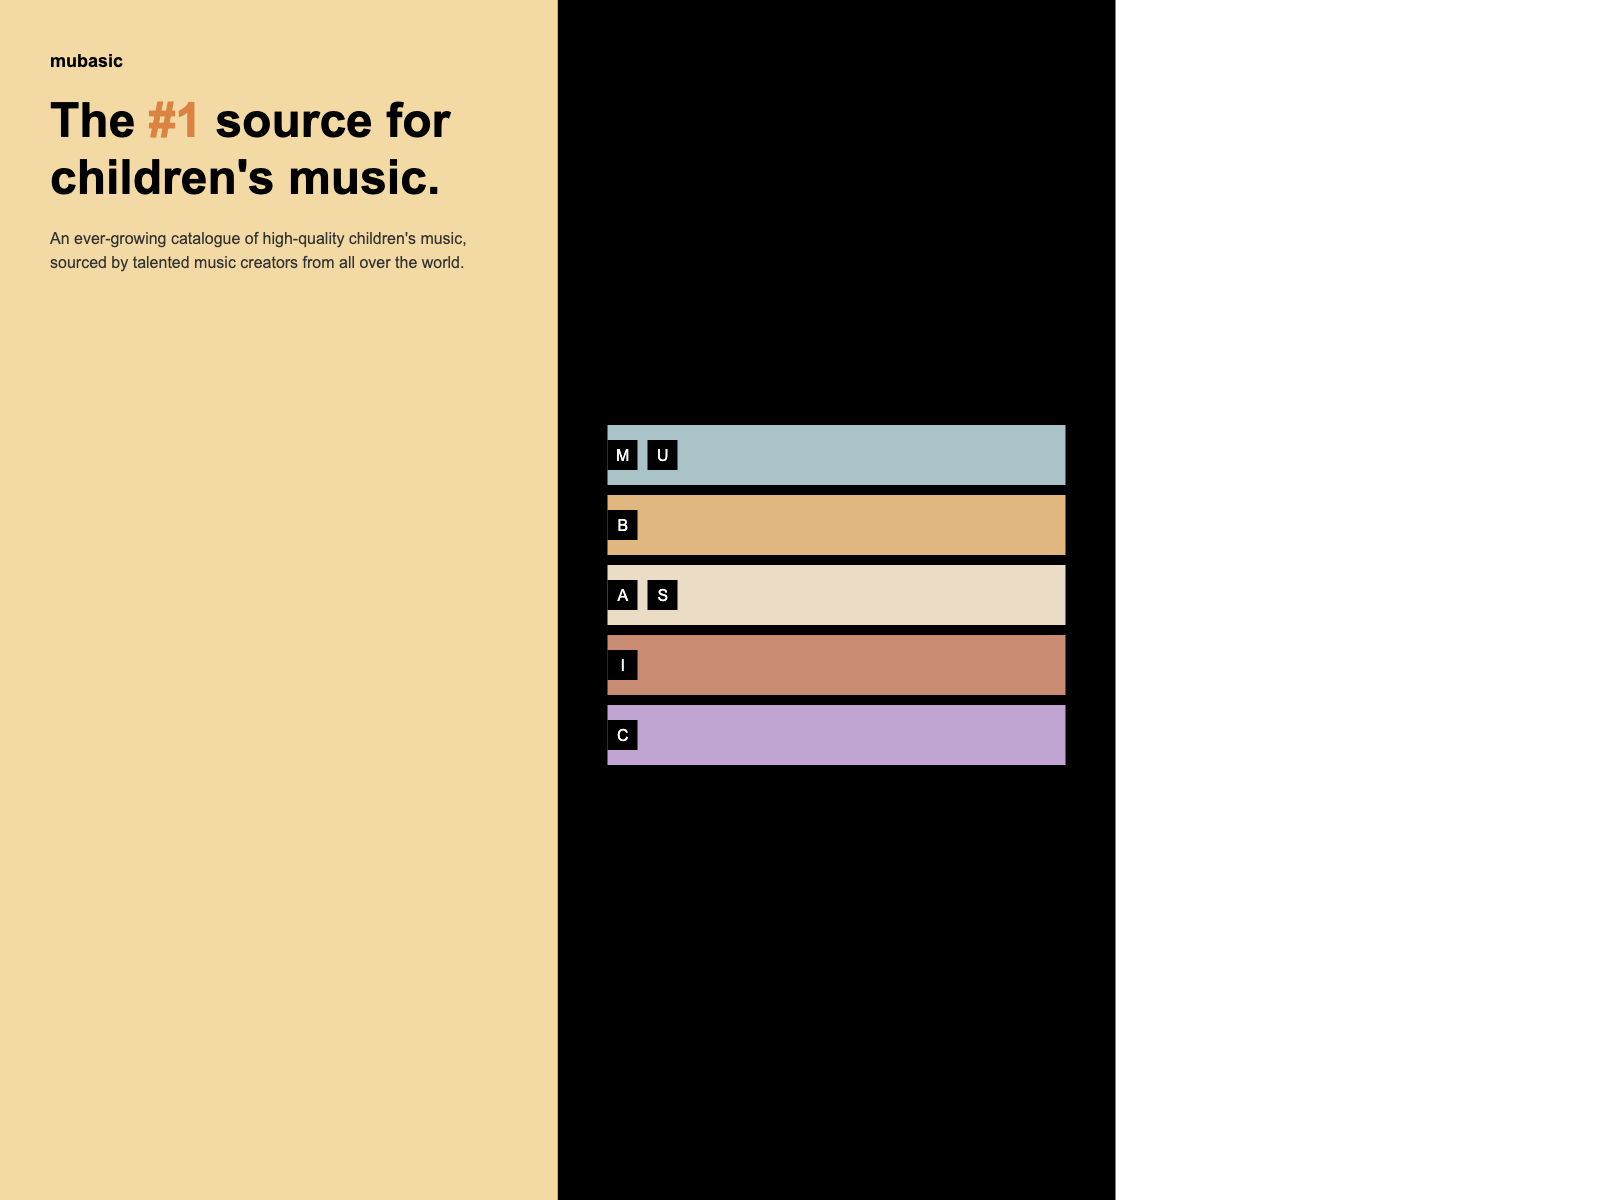 mubasic
The #1 source for
children's music.
An ever-growing catalogue of high-quality children's music,
sourced by talented music creators from all over the world.
M U
B
A S
I
C